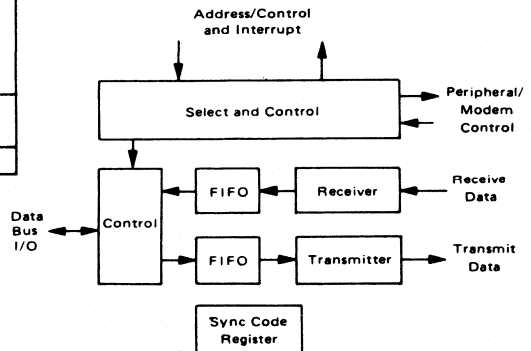 Address/Control
and Interrupt
Select and Control
Peripheral/
Modem
Control
FIFO
Receiver
Receive
Data
Control
Data
Bus
I/O
FIFO
Transmitter
Transmit
Data
Sync Code
Register